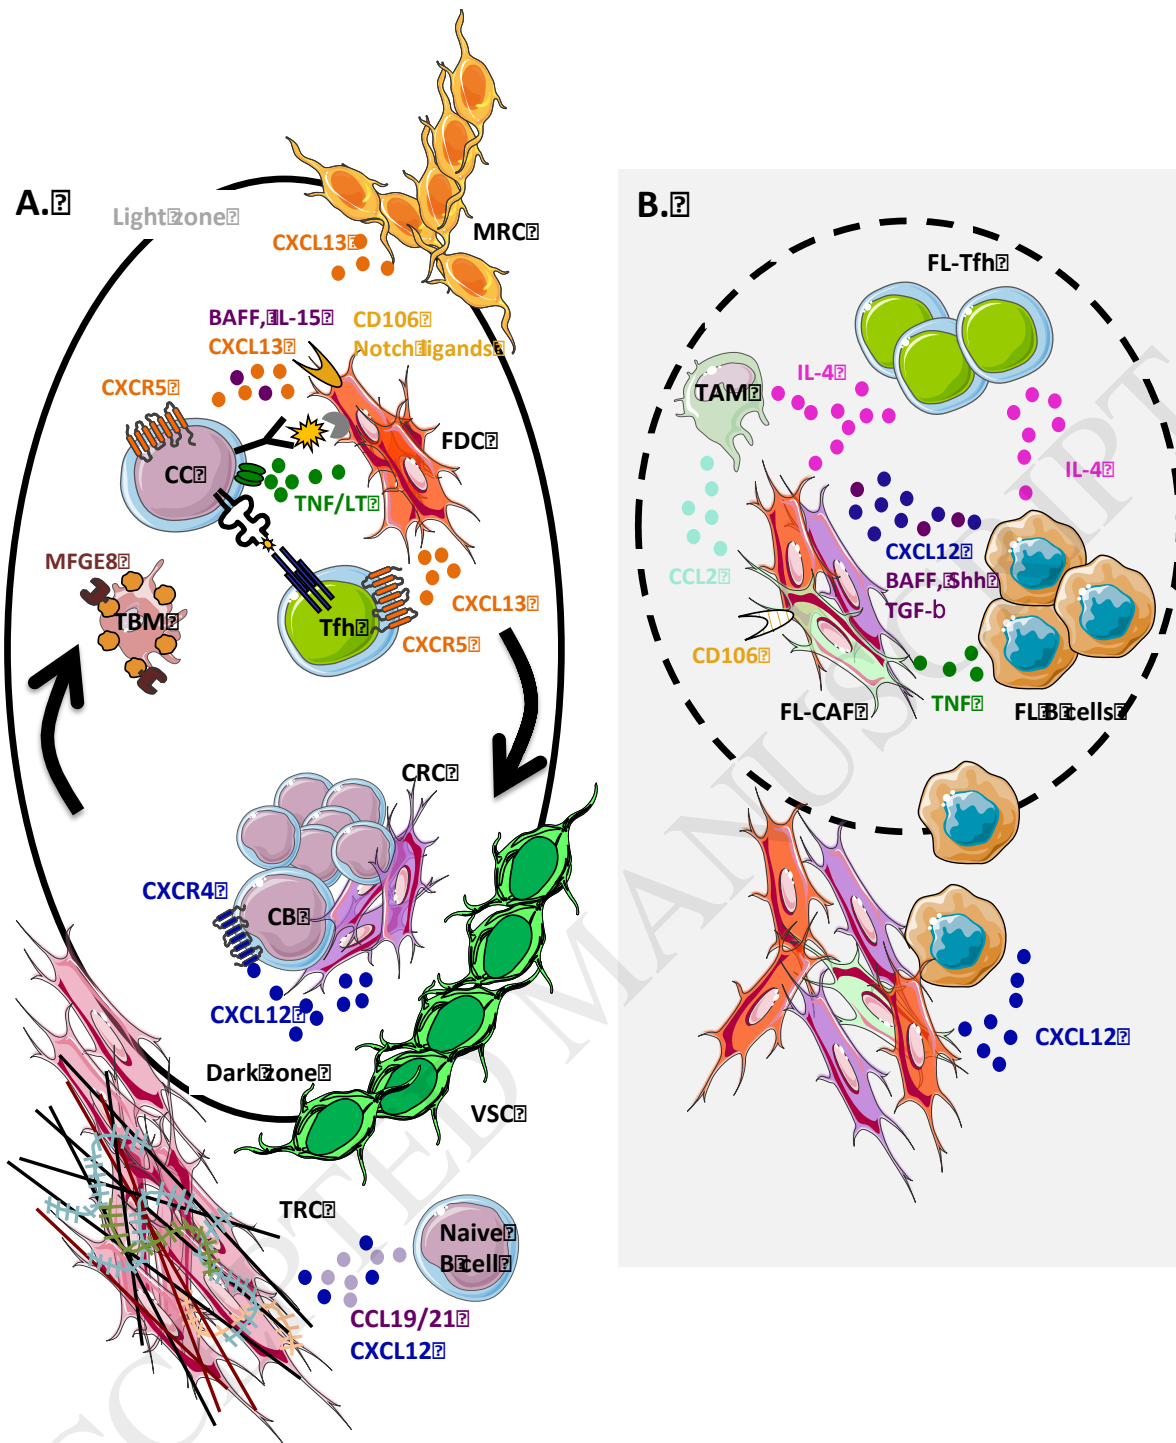 A.
Light zone
CXCL13
MRC
BAFF, IL-15
CXCL13
CD106
Notch ligands
CXCR5
FDC
CC
TNF/LT
MFGE8
TBM
CXCL13
Tfh
CXCR5
CRC
CXCR4
CB
CXCL12
Dark zone
VSC
TRC
Naive
B cell
CCL19/21
CXCL12
B.
FL-Tfh
IL-4
TAM
IL-4
CXCL12
BAFF, Shh
TGF-b
CCL2
CD106
FL-CAF
TNF
FL B cells
CXCL12
SCRIPTED MANUSCRIPT